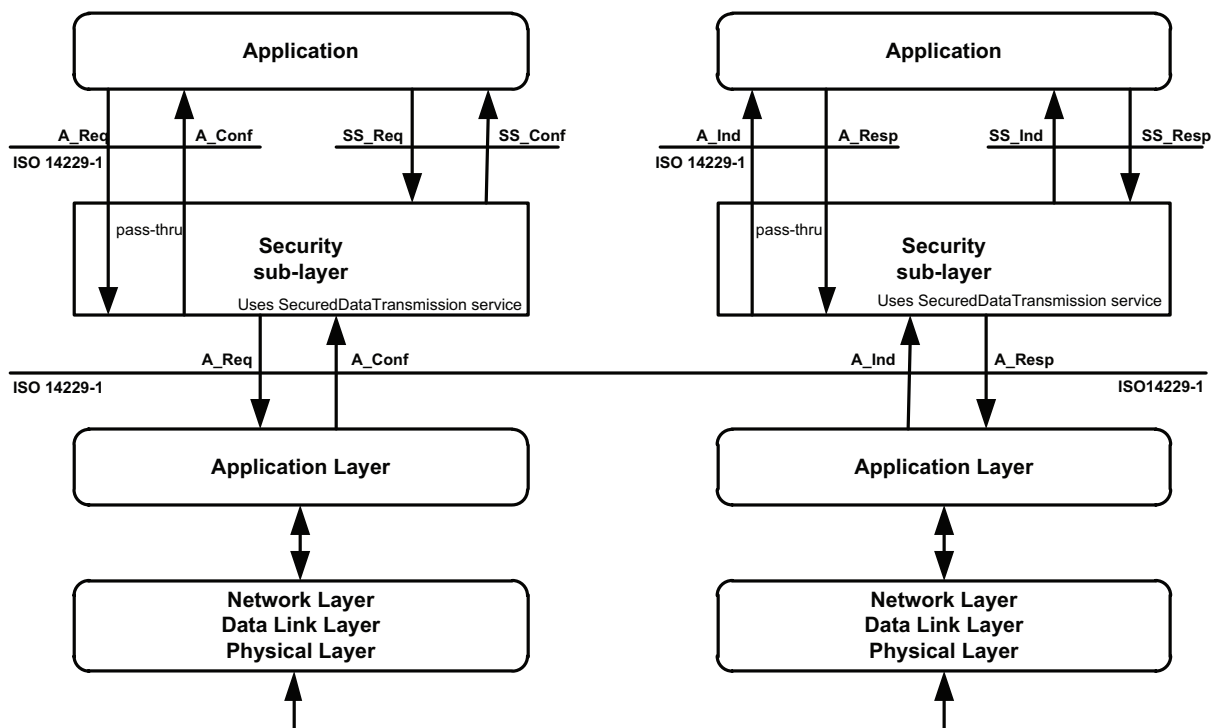 Application
Application
A_Req
A_Conf
SS_Req
SS_Conf
A_Ind
A_Resp
SS_Ind
SS_Resp
ISO 14229-1
ISO 14229-1
pass-thru
Security
sub-layer
Uses SecuredDataTransmission service
pass-thru
Security
sub-layer
Uses SecuredDataTransmission service
A_Req
A_Conf
A_Ind
A_Resp
ISO 14229-1
ISO14229-1
Application Layer
Application Layer
Network Layer
Data Link Layer
Physical Layer
Network Layer
Data Link Layer
Physical Layer